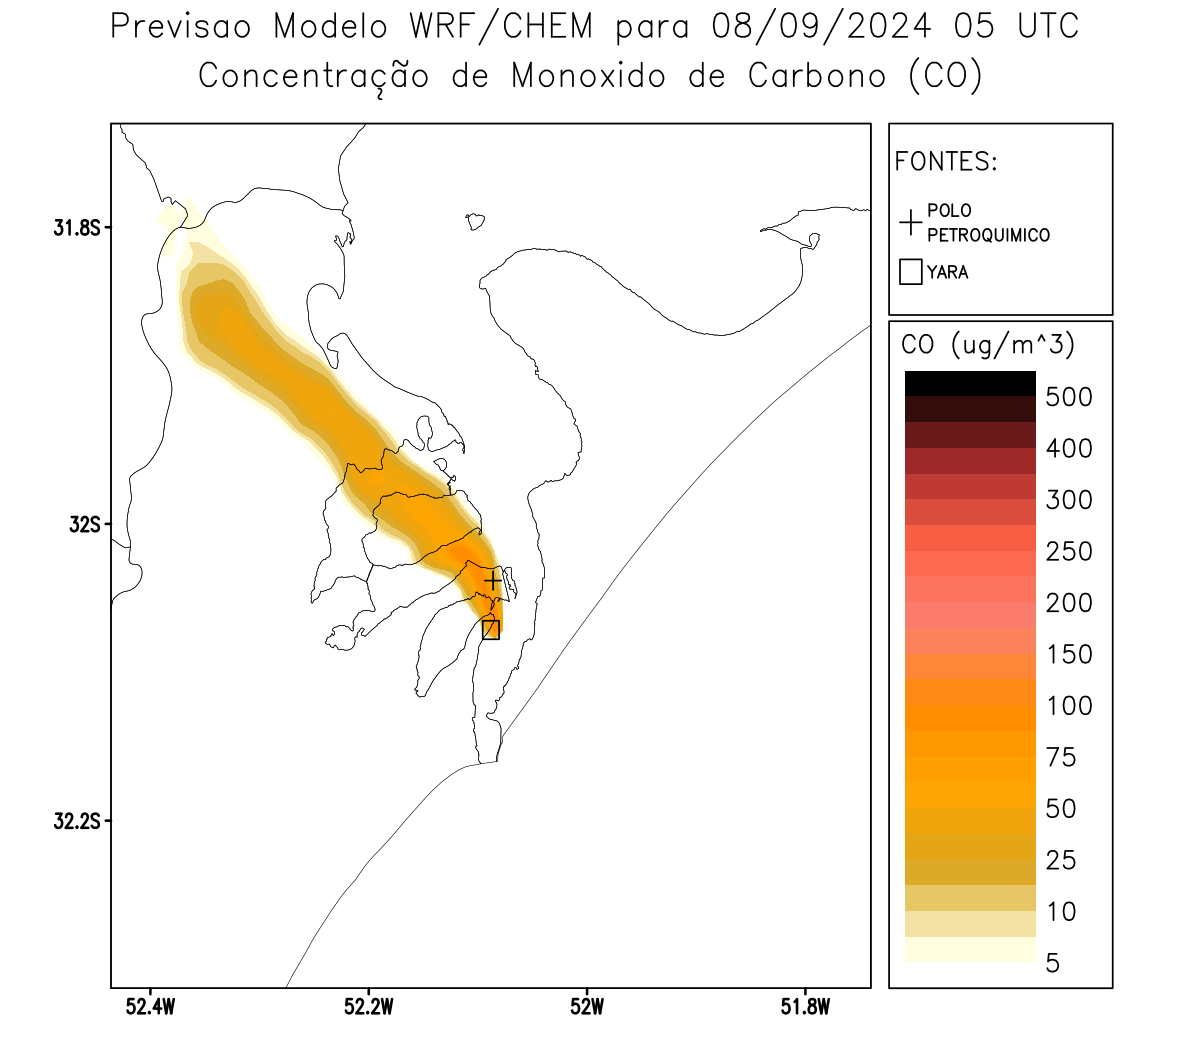 Previsao Modelo WRF/CHEM para 08/09/2024 05 UTC
Concentração de Monoxido de Carbono (CO)
FONTES:
POLO
PETROQUIMICO
YARA
CO (ug/m^3)
500
400
300
250
200
150
100
75
50
25
10
5
31.8S
32S
32.2S
52.4W
52.2W
52W
51.8W